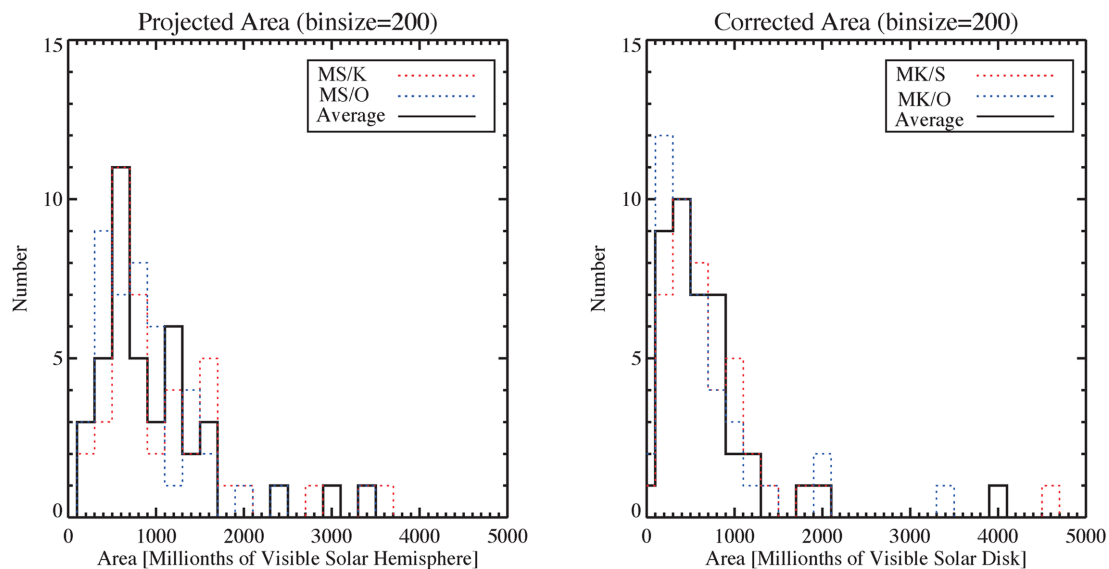 Projected Area (binsize=200)
15
10
5
0
Number
MS/K
MS/O
Average
0 1000 2000 3000 4000 5000
Area [Millionths of Visible Solar Hemisphere]
Corrected Area (binsize=200)
15
10
5
0
Number
MK/S
MK/O
Average
0 1000 2000 3000 4000 5000
Area [Millionths of Visible Solar Disk]